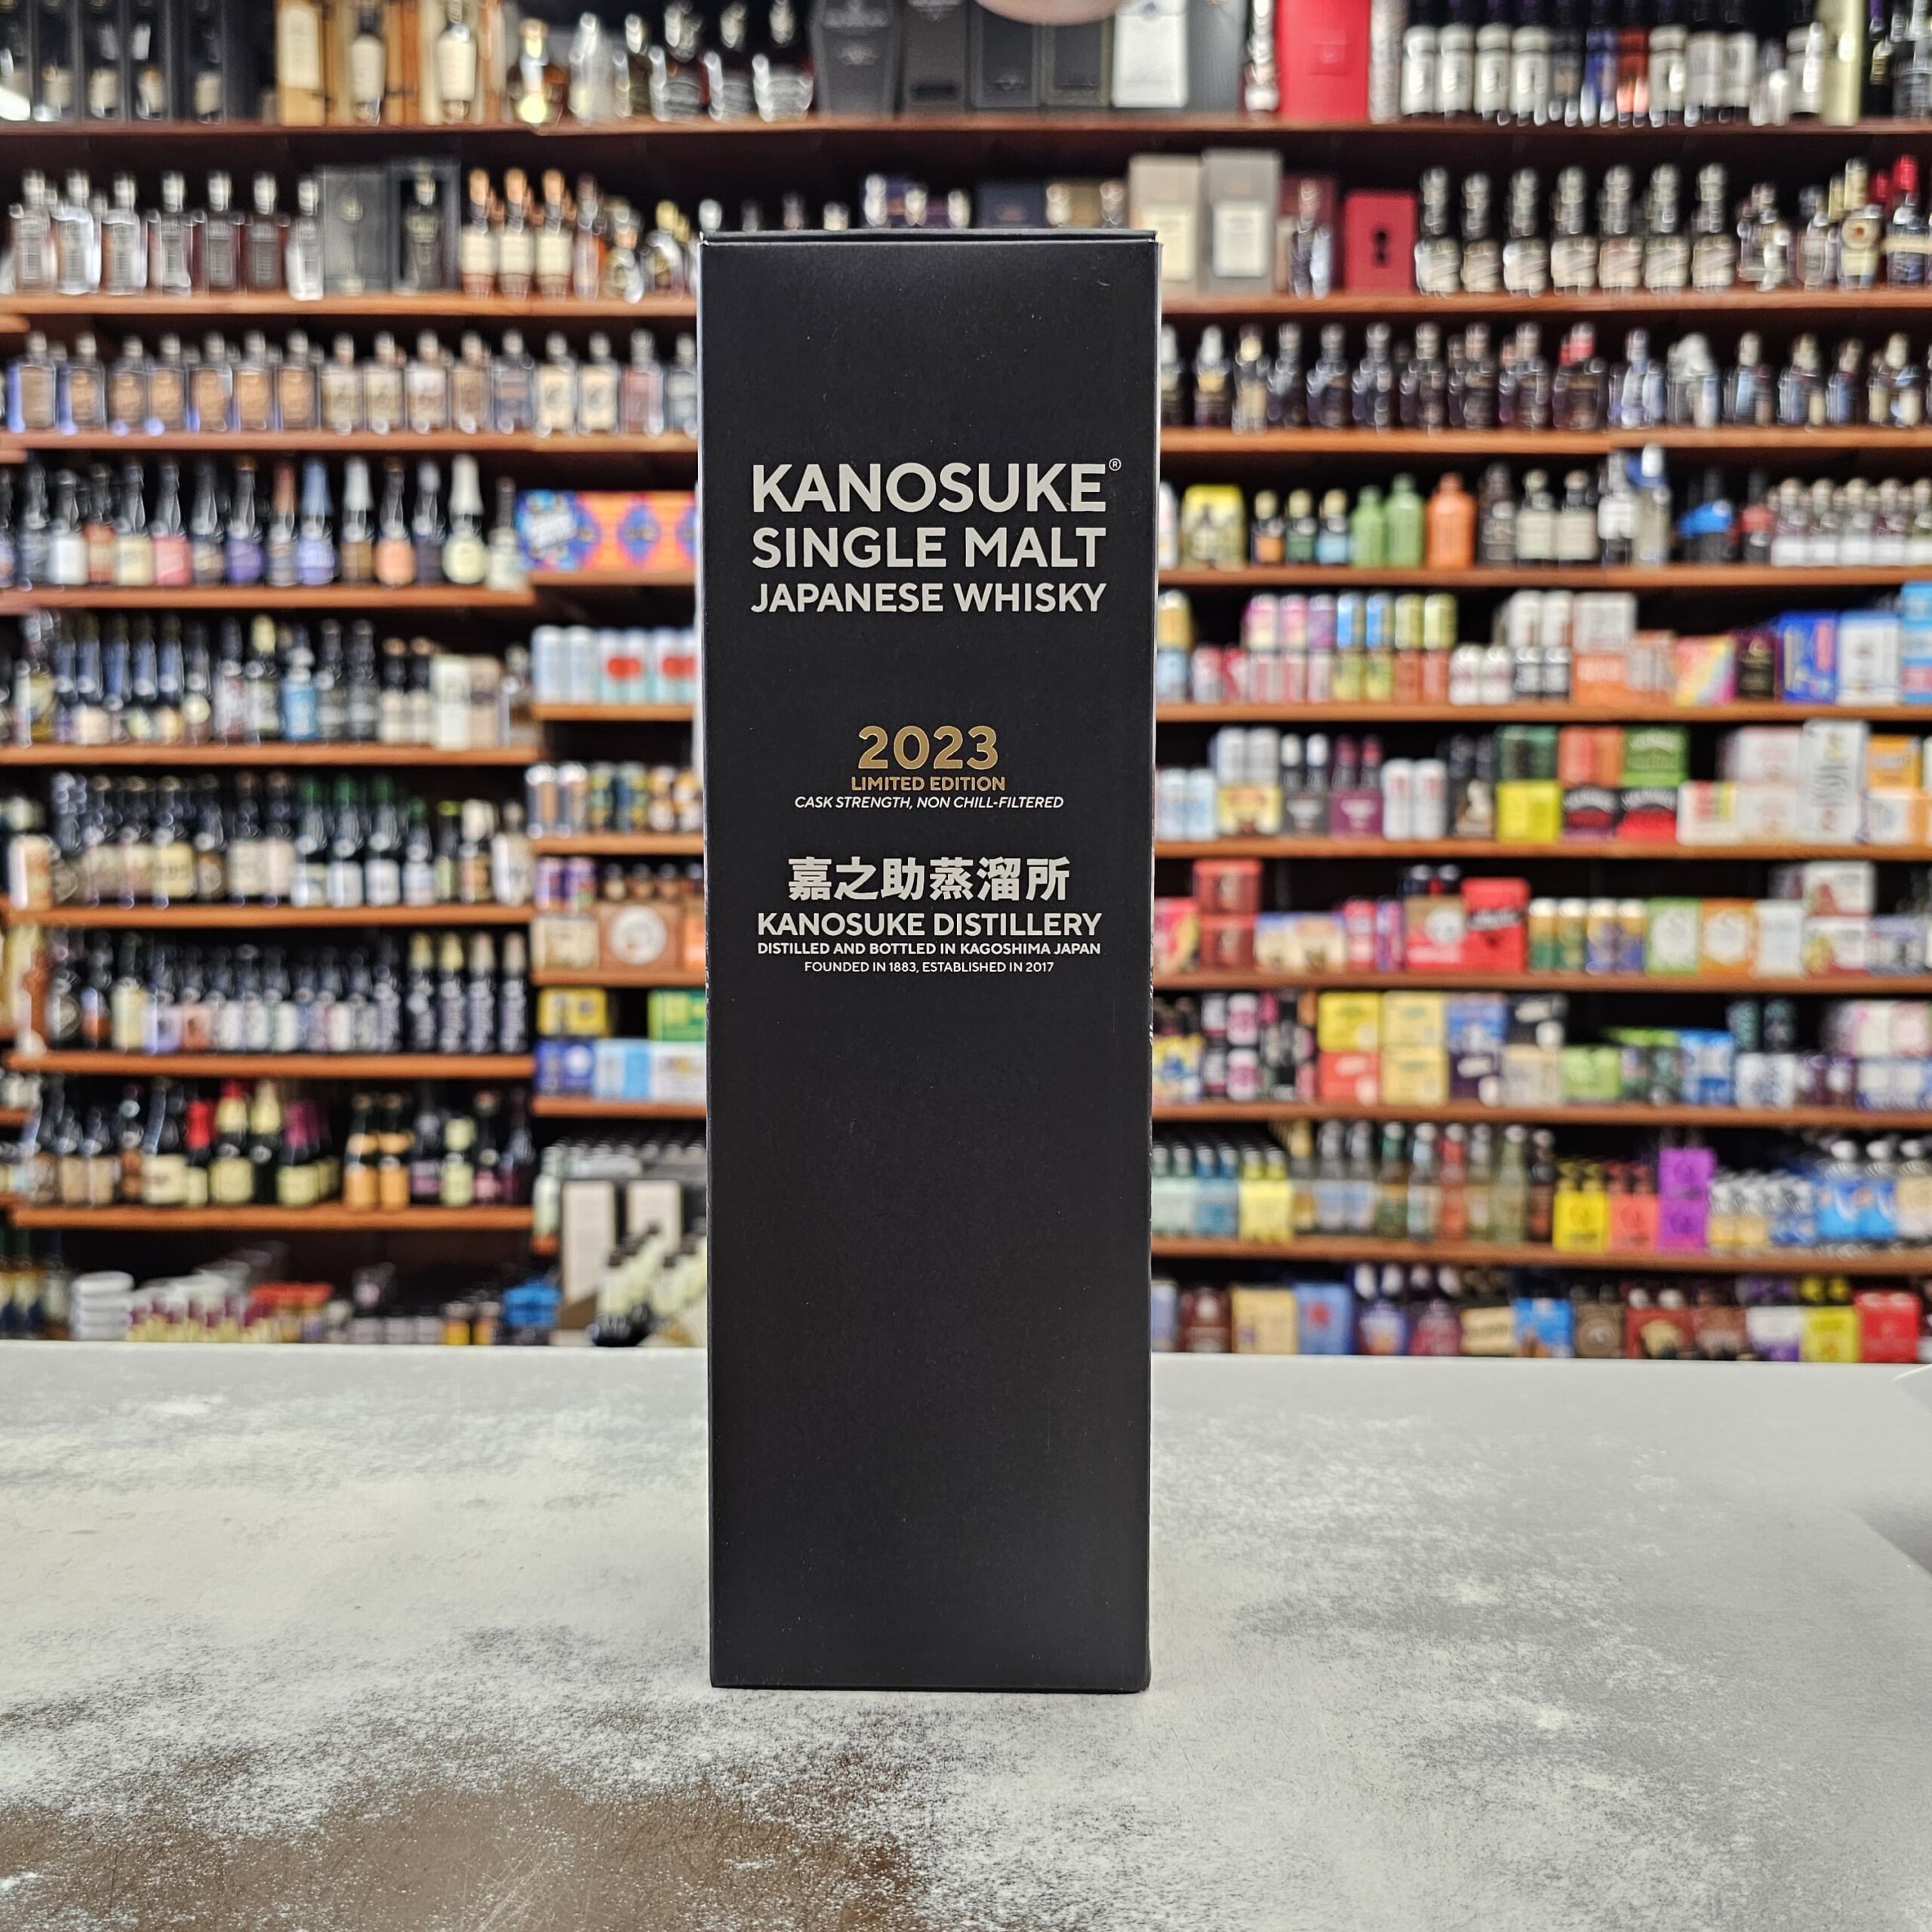 KANOSUKE®
SINGLE MALT
JAPANESE WHISKY
2023
LIMITED EDITION
CASK STRENGTH, NON CHILL-FILTERED
嘉之助蒸溜所
KANOSUKE DISTILLERY
DISTILLED AND BOTTLED IN KAGOSHIMA JAPAN
FOUNDED IN 1883, ESTABLISHED IN 2017